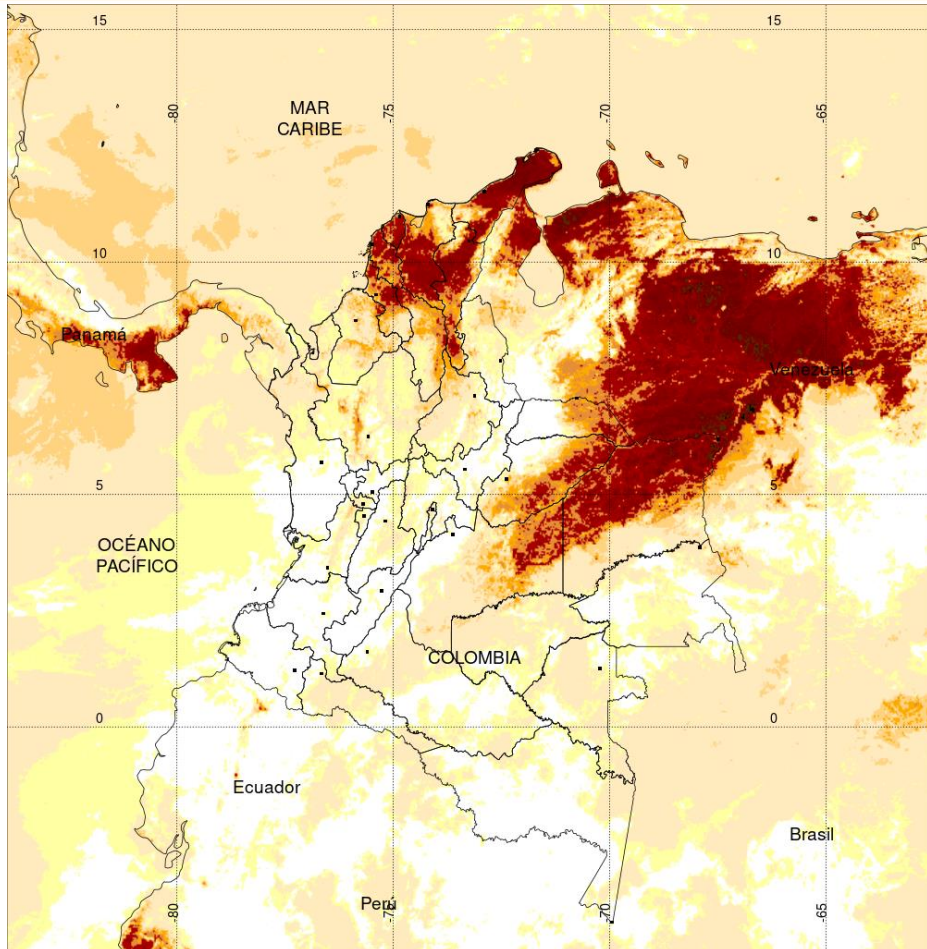 15
15
-80
-75
-70
-65
MAR
CARIBE
10
10
Panamá
Venezuela
5
5
OCÉANO
PACÍFICO
COLOMBIA
0
0
Ecuador
Brasil
Perú
-80
-75
-70
-65